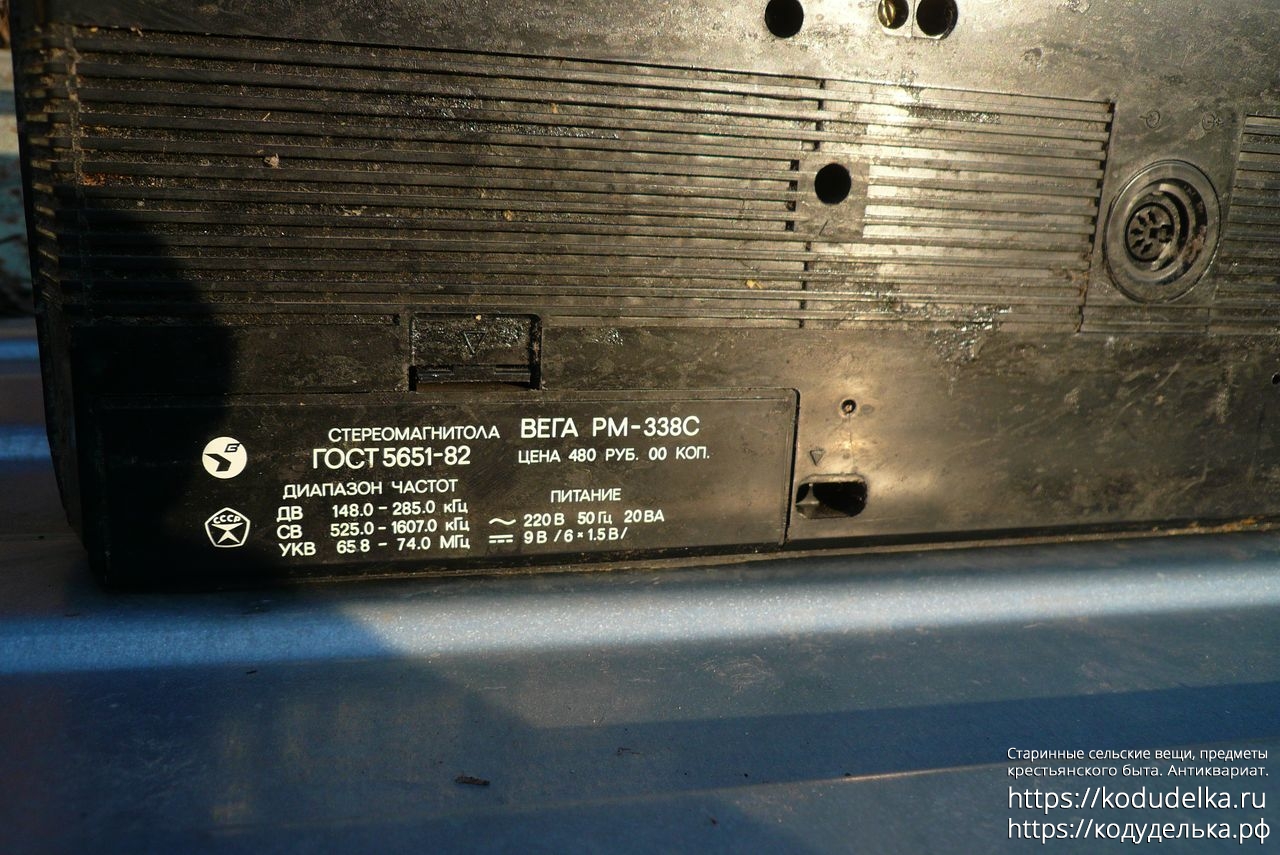 СТЕРЕОМАГНИТОЛА ВЕГА РМ-338С
ГОСТ 5651-82 ЦЕНА 480 РУБ. 00 КОП.
ДИАПАЗОН ЧАСТОТ
ДВ 148.0 - 285.0 кГц
СВ 525.0 - 1607.0 кГц
УКВ 65.8 - 74.0 МГц
ПИТАНИЕ
~ 220 В 50 Гц 20 ВА
9 В /6 × 1.5 В/
СССР
Старинные сельские вещи, предметы
крестьянского быта. Антиквариат.
https://kodudelka.ru
https://кодуделька.рф